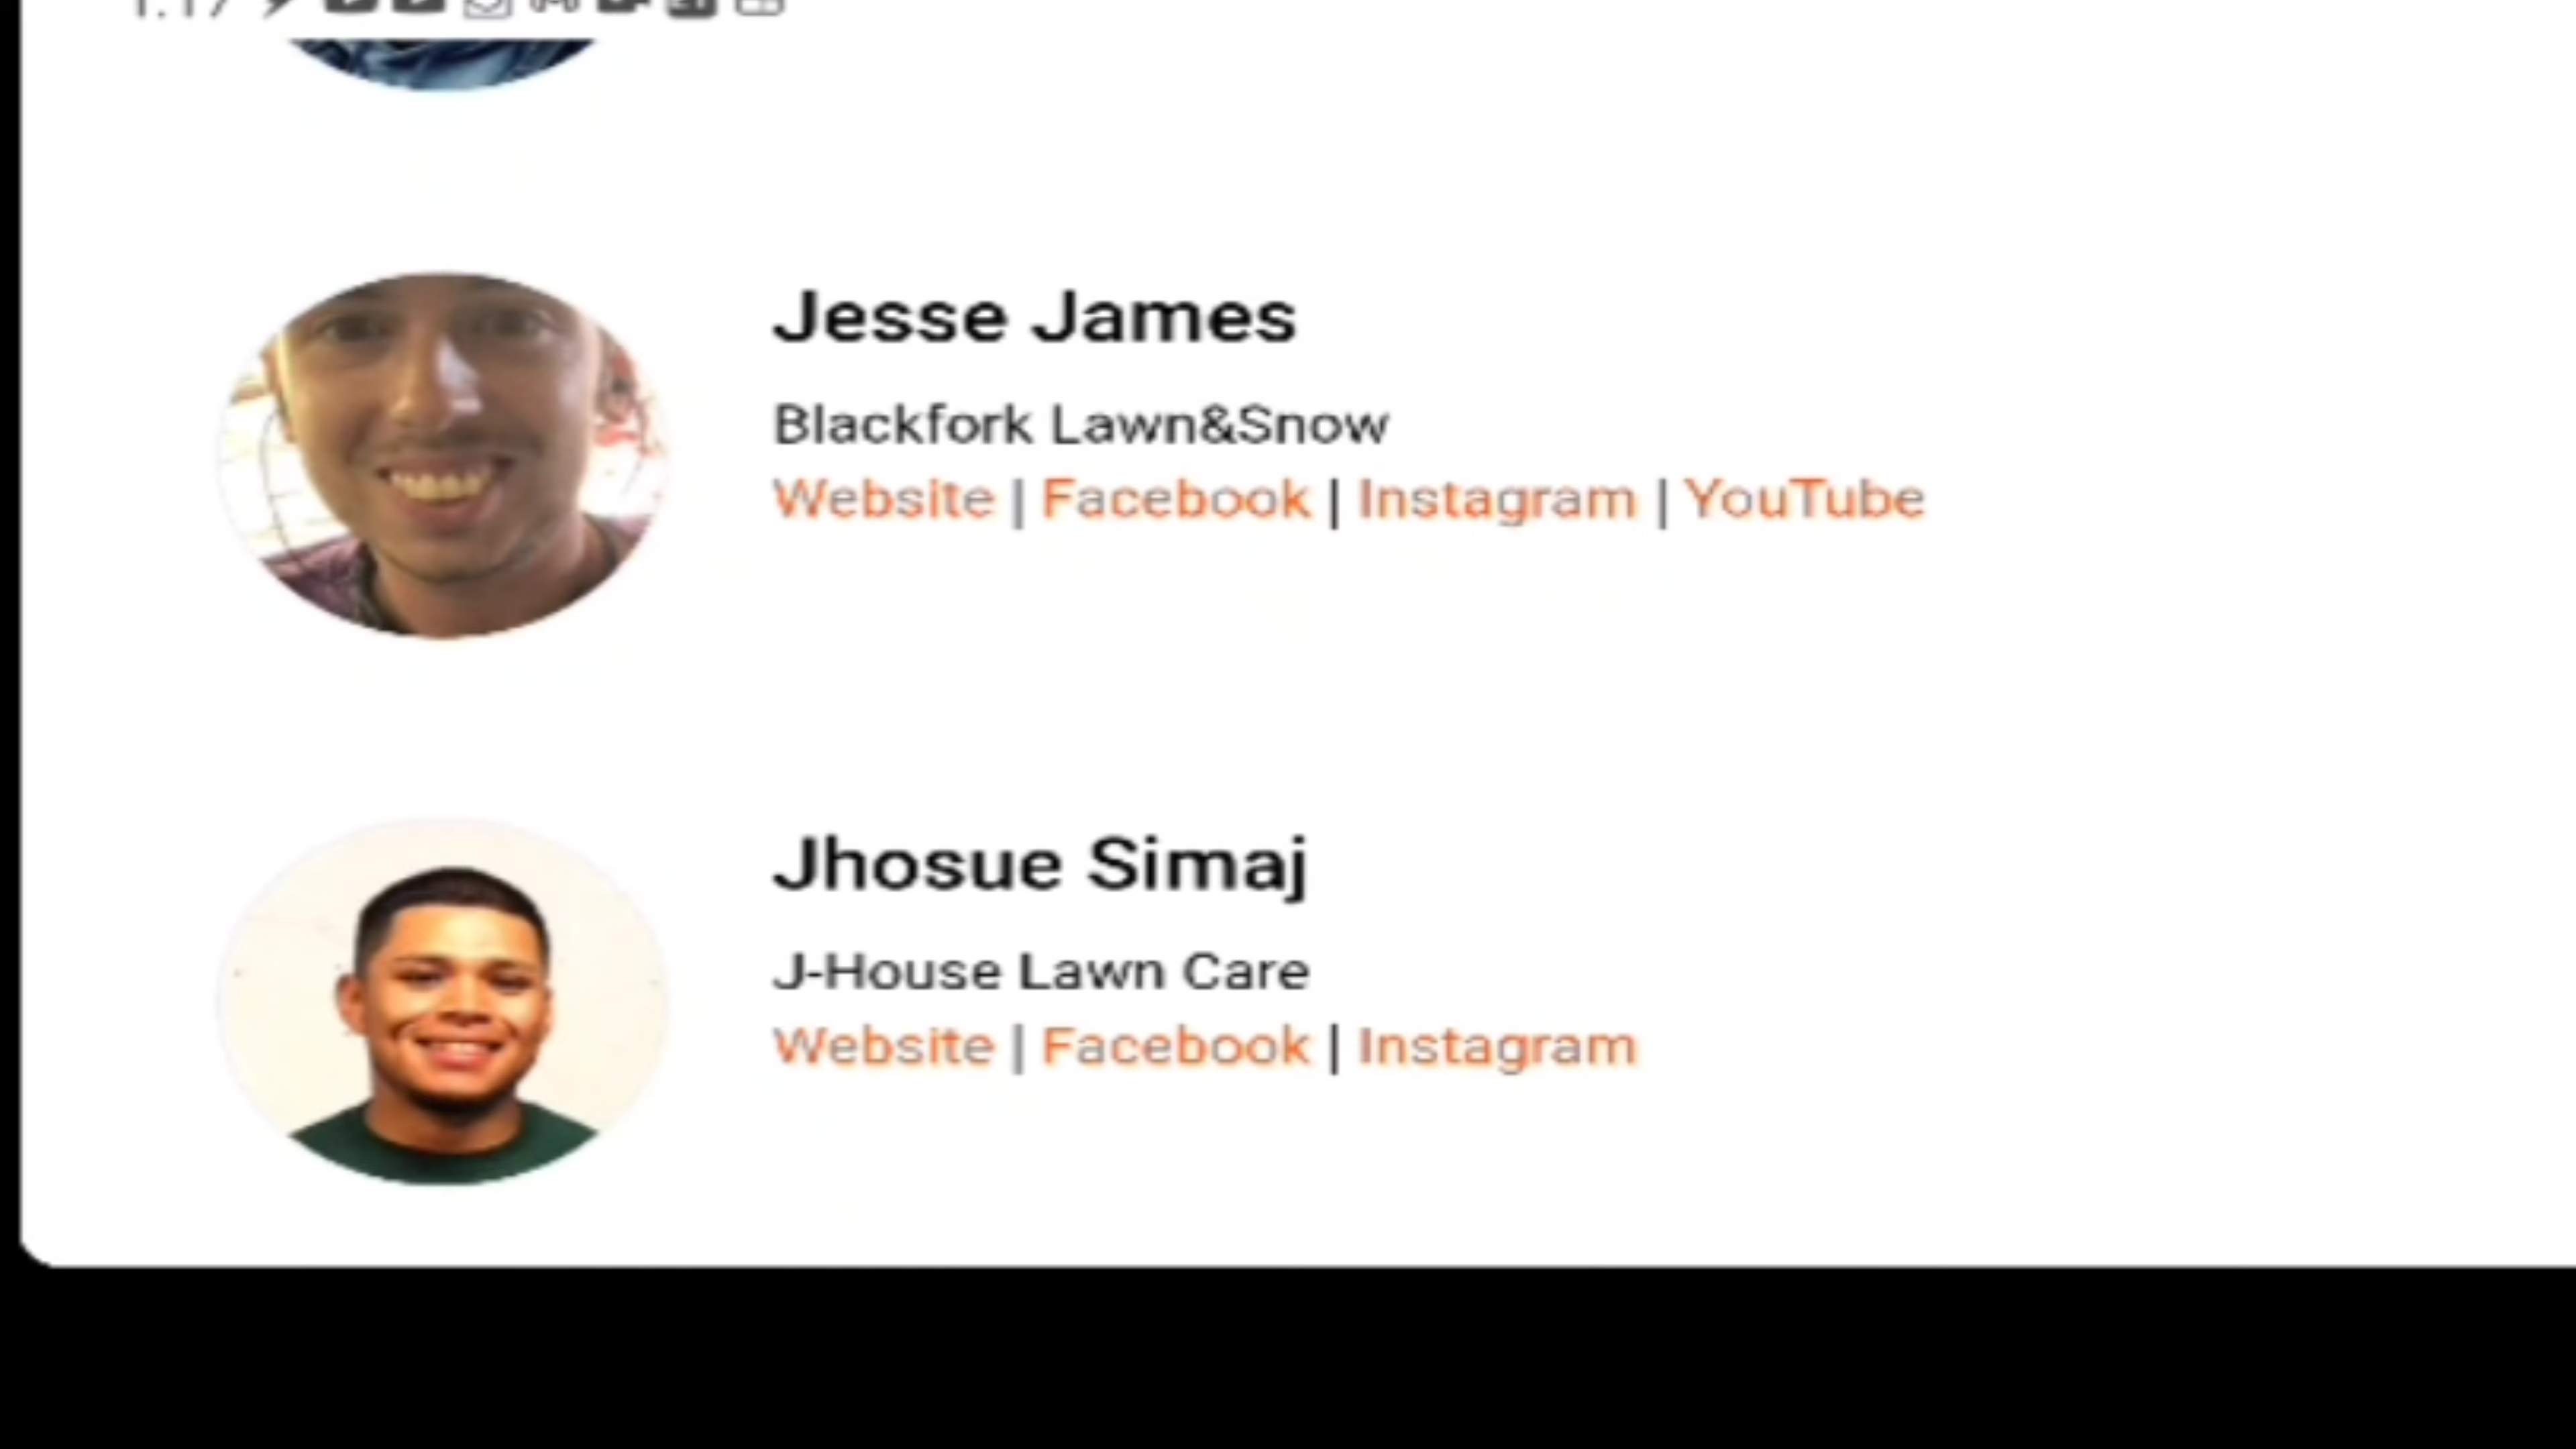 Jesse James
Blackfork Lawn&Snow
Website | Facebook | Instagram | YouTube
Jhosue Simaj
J-House Lawn Care
Website | Facebook | Instagram